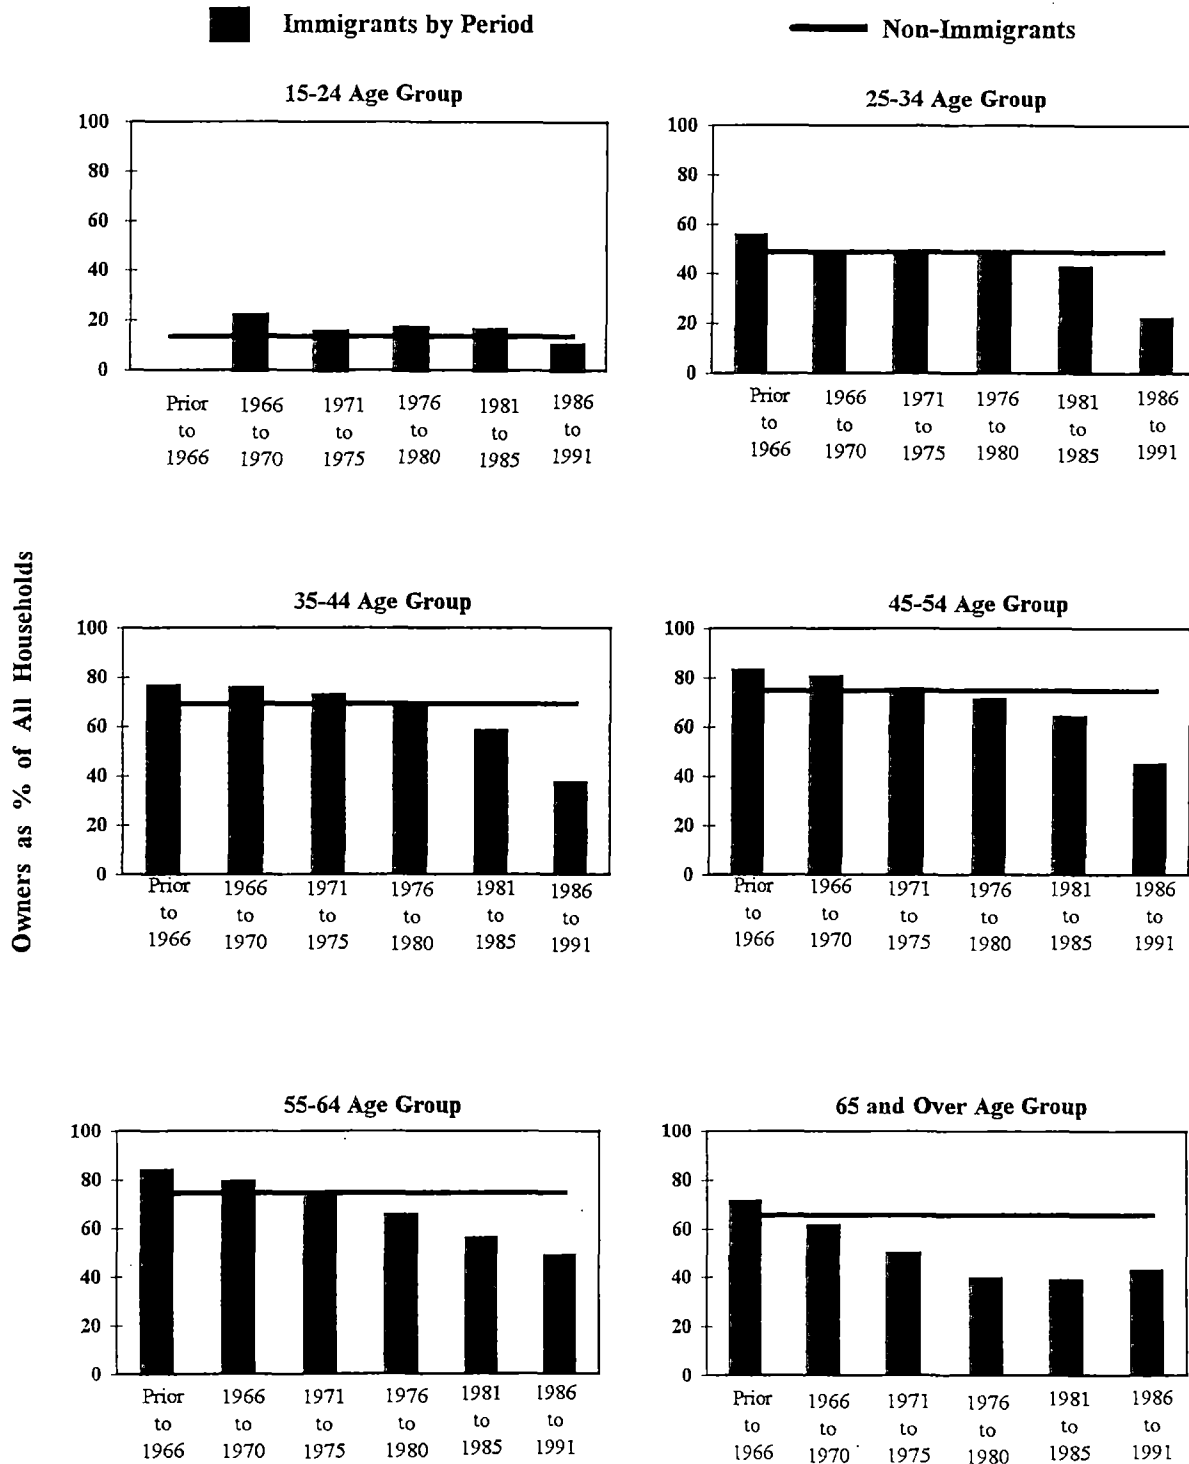 Immigrants by Period
Non-Immigrants
Owners as % of All Households
15-24 Age Group
100
80
60
40
20
0
Prior to 1966
1966 to 1970
1971 to 1975
1976 to 1980
1981 to 1985
1986 to 1991
25-34 Age Group
100
80
60
40
20
0
Prior to 1966
1966 to 1970
1971 to 1975
1976 to 1980
1981 to 1985
1986 to 1991
35-44 Age Group
100
80
60
40
20
0
Prior to 1966
1966 to 1970
1971 to 1975
1976 to 1980
1981 to 1985
1986 to 1991
45-54 Age Group
100
80
60
40
20
0
Prior to 1966
1966 to 1970
1971 to 1975
1976 to 1980
1981 to 1985
1986 to 1991
55-64 Age Group
100
80
60
40
20
0
Prior to 1966
1966 to 1970
1971 to 1975
1976 to 1980
1981 to 1985
1986 to 1991
65 and Over Age Group
100
80
60
40
20
0
Prior to 1966
1966 to 1970
1971 to 1975
1976 to 1980
1981 to 1985
1986 to 1991